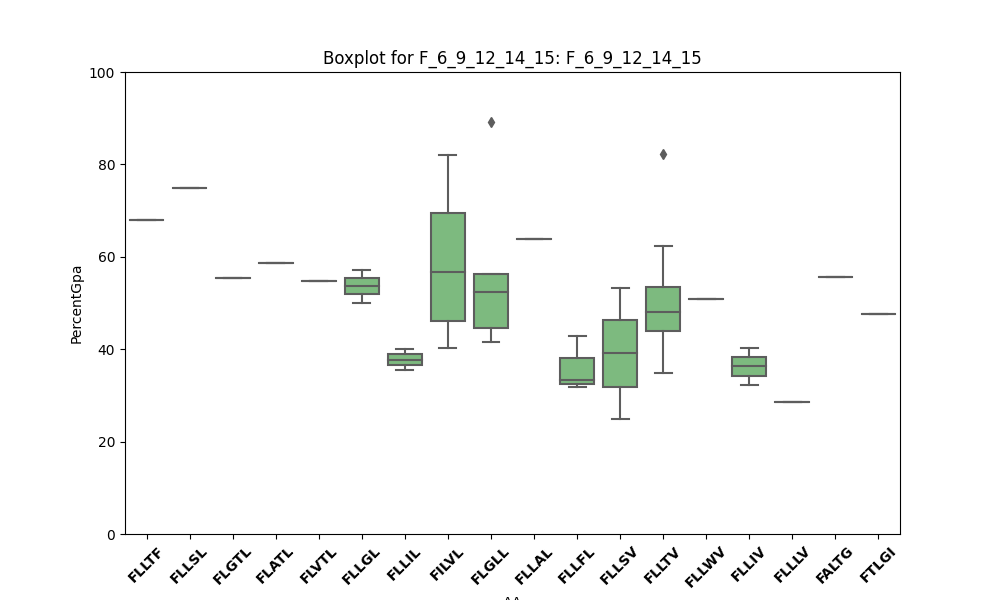 Boxplot for F_6_9_12_14_15: F_6_9_12_14_15
PercentGpa
100
80
60
40
20
0
FLLTF FLLSL FLGTL FLATL FLVTL FLLGL FLLIL FILVL FLGLL FLLAL FLLFL FLLSV FLLTV FLLWV FLLIV FLLLV FALTG FTLGI